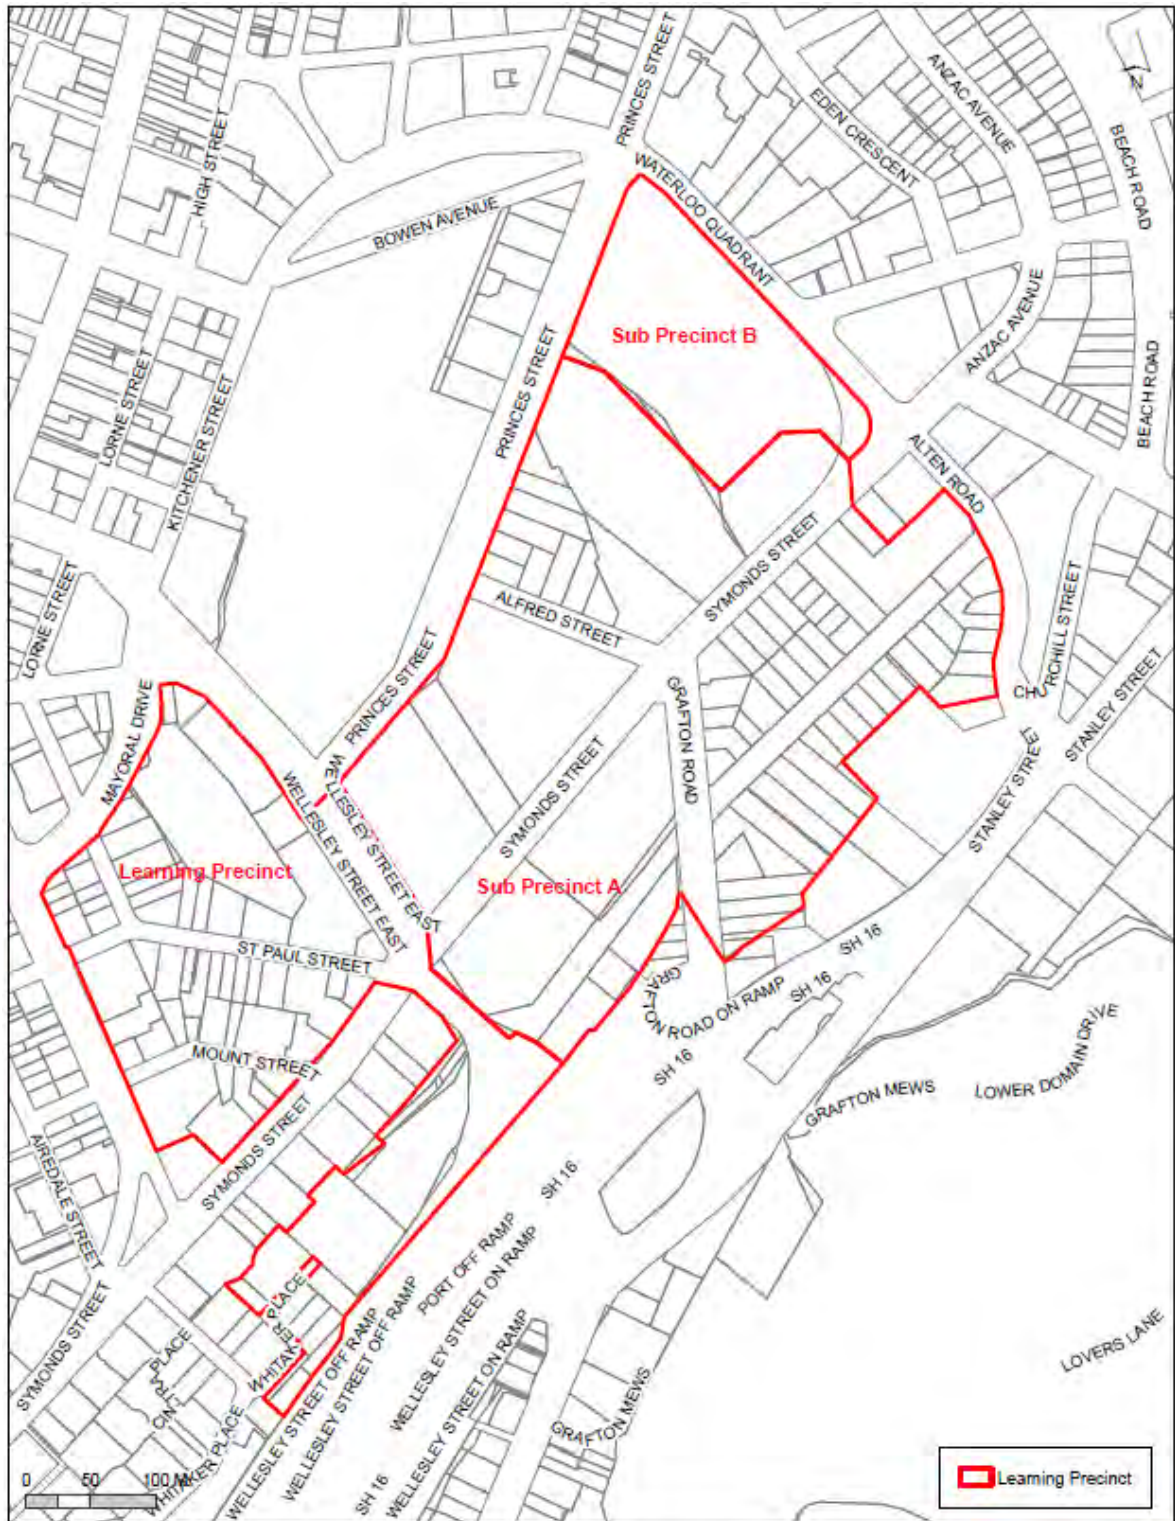 PRINCES STREET
ANZAC AVENUE
EDEN CRESCENT
N
BEACH ROAD
HIGH STREET
WATERLOO QUADRANT
BOWEN AVENUE
ANZAC AVENUE
Sub Precinct B
LORNE STREET
KITCHENER STREET
PRINCES STREET
BEACH ROAD
ALTEN ROAD
SYMONDS STREET
LORNE STREET
ALFRED STREET
CHURCHILL STREET
STANLEY STREET
MAYORAL DRIVE
PRINCES STREET
GRAFTON ROAD
STANLEY STREET
WELLESLEY STREET EAST
WELLESLEY STREET EAST
SYMONDS STREET
Learning Precinct
Sub Precinct A
ST PAUL STREET
SH 16
SH 16
GRAFTON ROAD ON RAMP
MOUNT STREET
SH 16
GRAFTON MEWS
LOWER DOMAIN DRIVE
SYMONDS STREET
AIREDALE STREET
SH 16
PORT OFF RAMP
WHITAKER PLACE
WELLESLEY STREET OFF RAMP
WELLESLEY STREET OFF RAMP
WELLESLEY STREET ON RAMP
WELLESLEY STREET ON RAMP
SYMONDS STREET
CINTRA PLACE
WHITAKER PLACE
GRAFTON MEWS
LOVERS LANE
SH 16
0 50 100 M
Learning Precinct